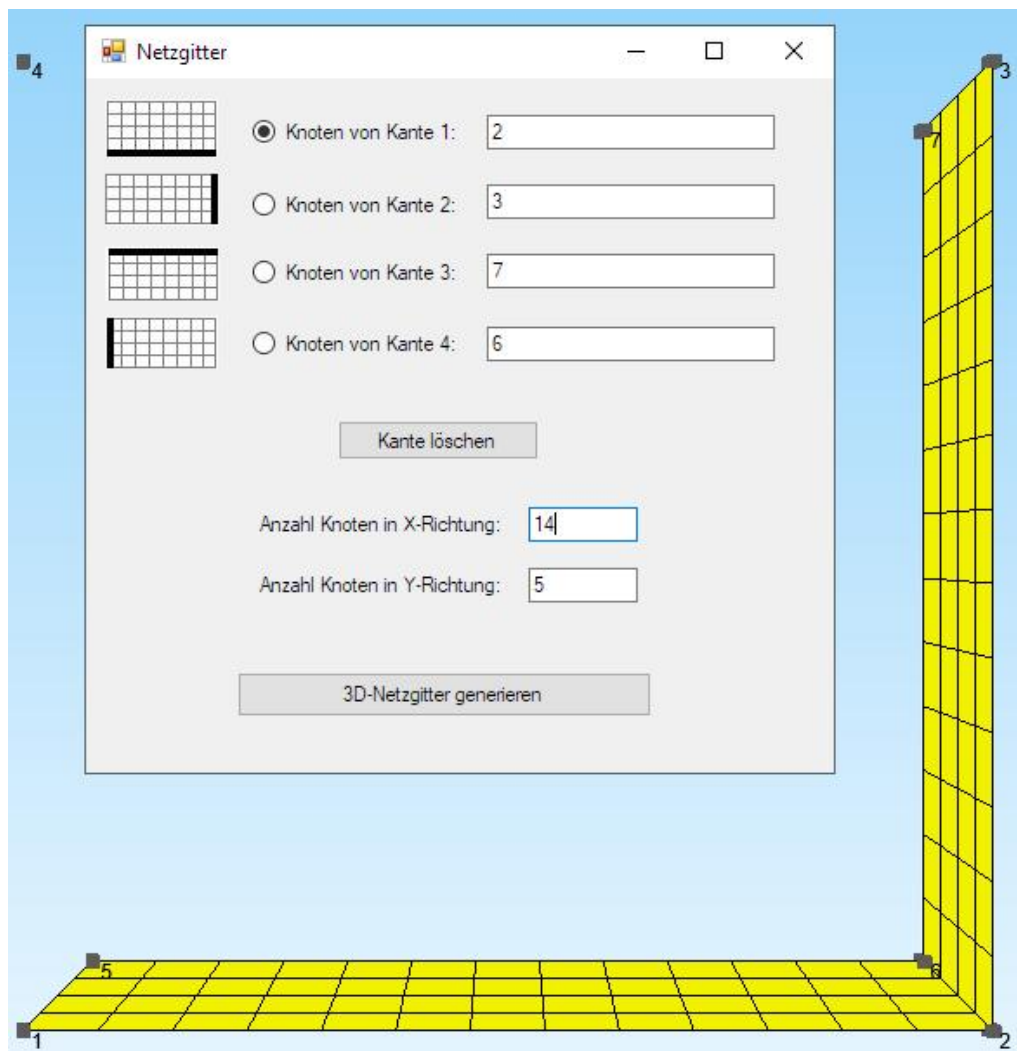 Netzgitter
4
3
Knoten von Kante 1: 2
7
Knoten von Kante 2: 3
Knoten von Kante 3: 7
Knoten von Kante 4: 6
Kante löschen
Anzahl Knoten in X-Richtung: 14
Anzahl Knoten in Y-Richtung: 5
3D-Netzgitter generieren
5
6
1
2